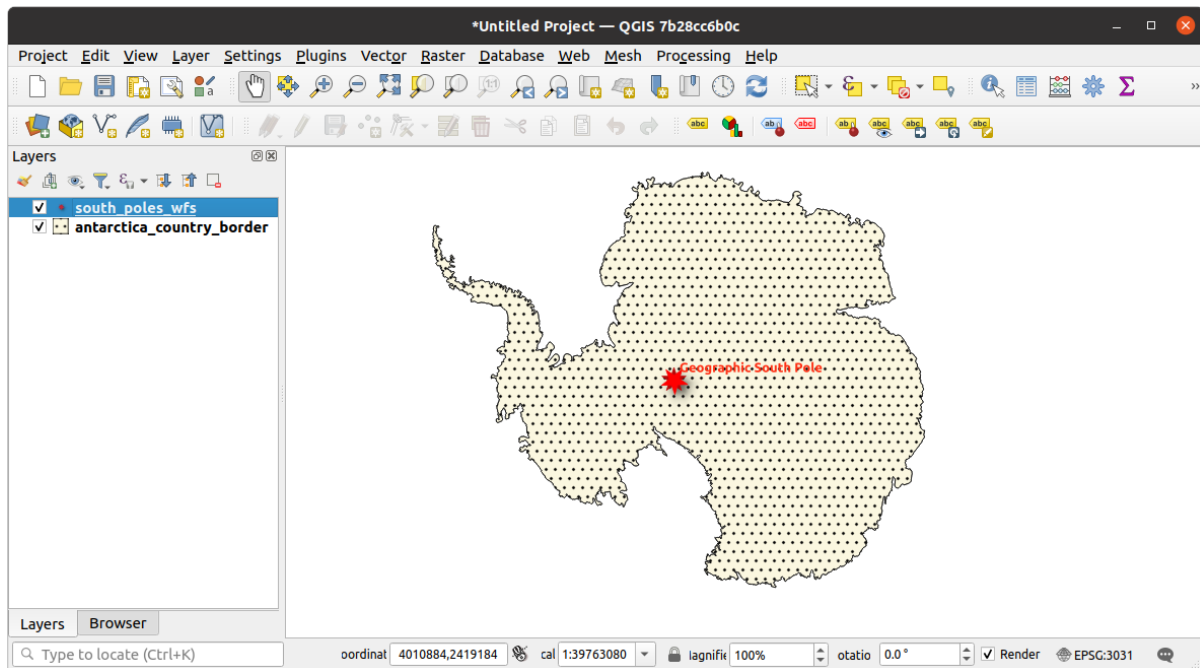 *Untitled Project — QGIS 7b28cc6b0c
Project Edit View Layer Settings Plugins Vector Raster Database Web Mesh Processing Help
Layers
south_poles_wfs
antarctica_country_border
Geographic South Pole
Layers Browser
Type to locate (Ctrl+K) oordinat 4010884,2419184 cal 1:39763080 lagnifie 100% otatio 0.0 ° Render EPSG:3031